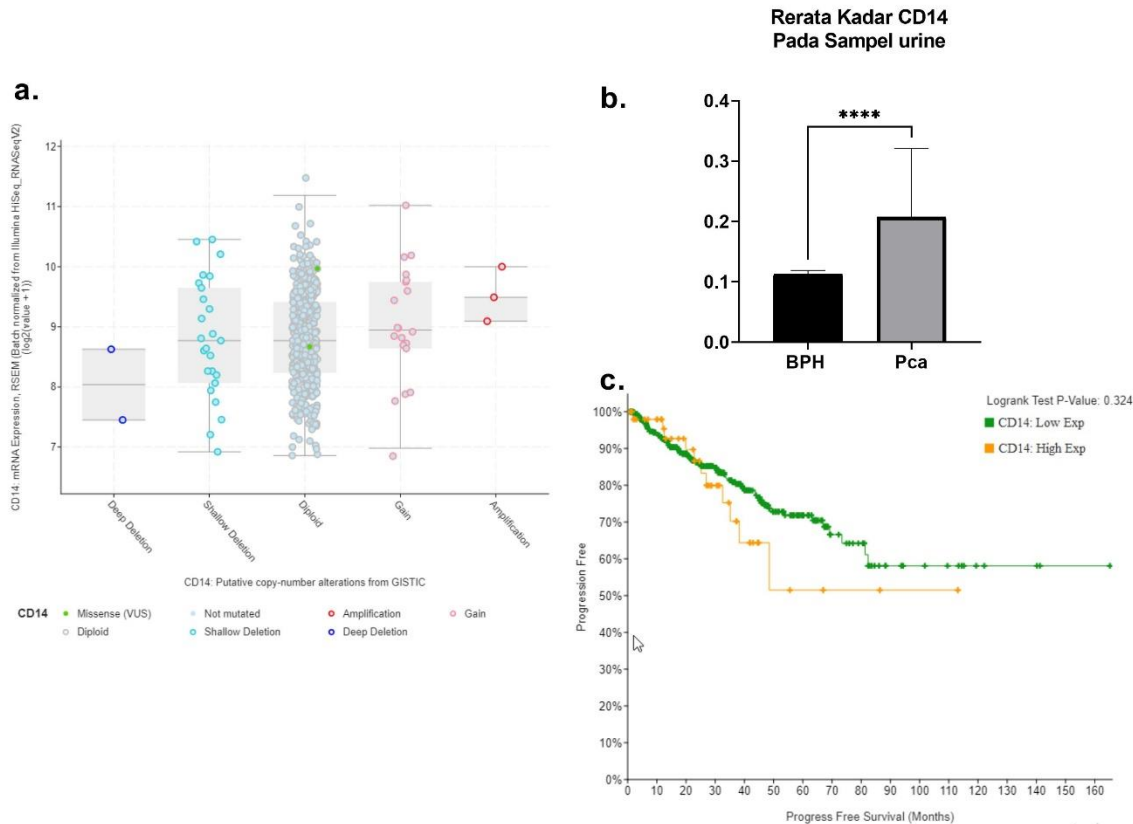 Rerata Kadar CD14
Pada Sampel urine
a.
CD14: mRNA Expression, RSEM (Batch normalized from Illumina HISeq_RNASeqV2)
(log2(value + 1))
12
11
10
9
8
7
Deep Deletion
Shallow Deletion
Diploid
Gain
Amplification
CD14: Putative copy-number alterations from GISTIC
CD14
Missense (VUS)
Not mutated
Amplification
Gain
Diploid
Shallow Deletion
Deep Deletion
b.
0.4
0.3
0.2
0.1
0.0
****
BPH
Pca
c.
Logrank Test P-Value: 0.324
CD14: Low Exp
CD14: High Exp
Progression Free
100%
90%
80%
70%
60%
50%
40%
30%
20%
10%
0%
0 10 20 30 40 50 60 70 80 90 100 110 120 130 140 150 160
Progress Free Survival (Months)